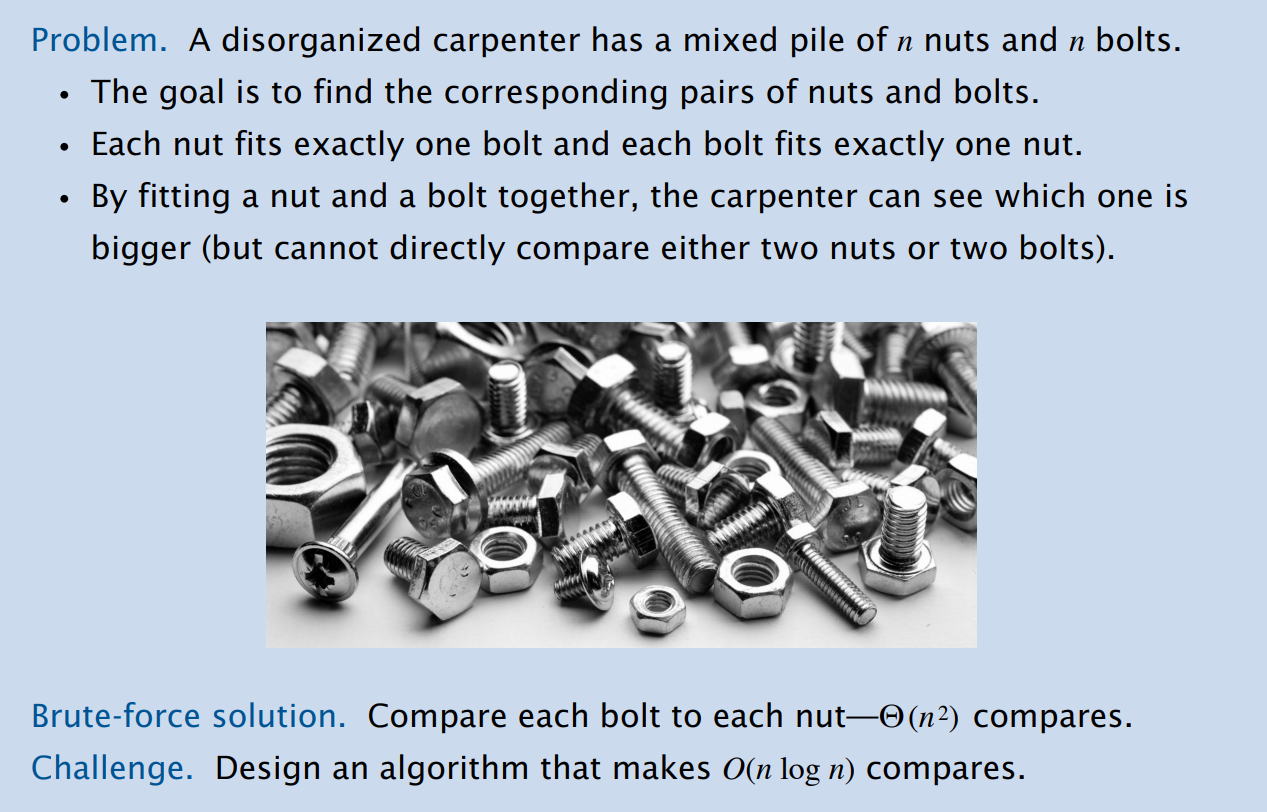 Problem. A disorganized carpenter has a mixed pile of n nuts and n bolts.
• The goal is to find the corresponding pairs of nuts and bolts.
• Each nut fits exactly one bolt and each bolt fits exactly one nut.
• By fitting a nut and a bolt together, the carpenter can see which one is
bigger (but cannot directly compare either two nuts or two bolts).
Brute-force solution. Compare each bolt to each nut—Θ(n²) compares.
Challenge. Design an algorithm that makes O(n log n) compares.